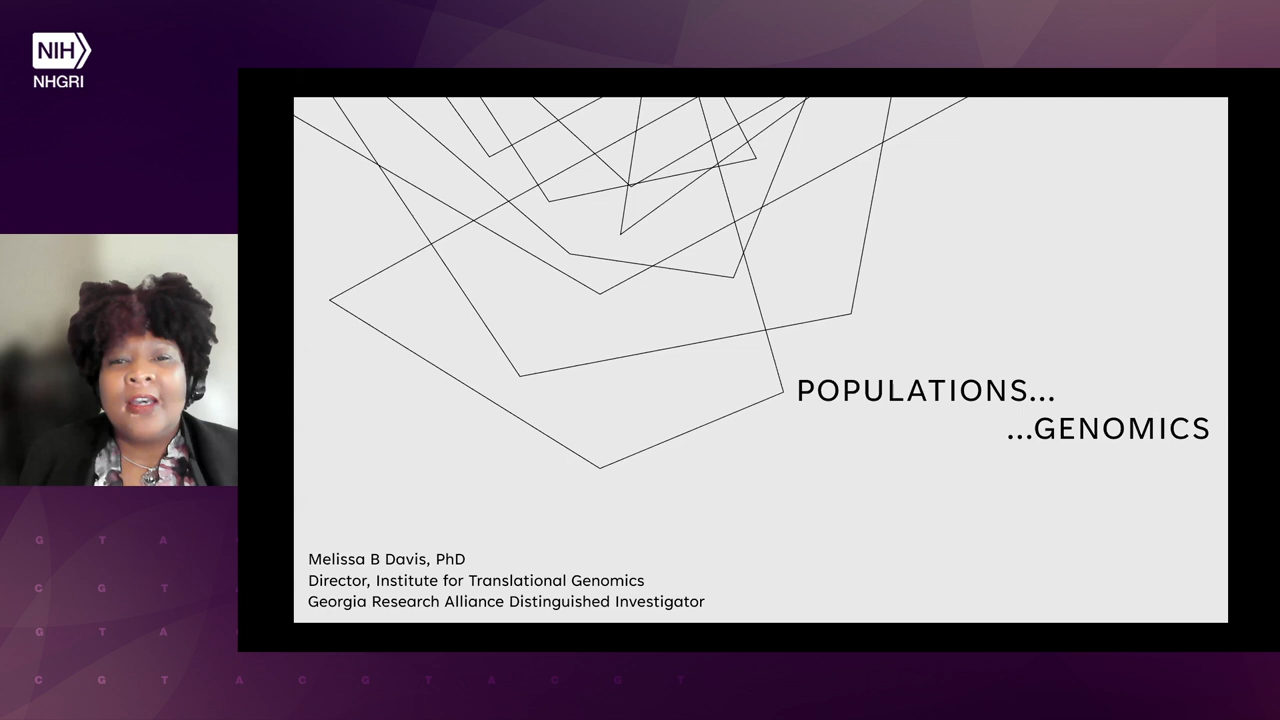 NIH
NHGRI
POPULATIONS...
...GENOMICS
Melissa B Davis, PhD
Director, Institute for Translational Genomics
Georgia Research Alliance Distinguished Investigator
G T A
C G T A
G T A
C G T A C G T A C G T